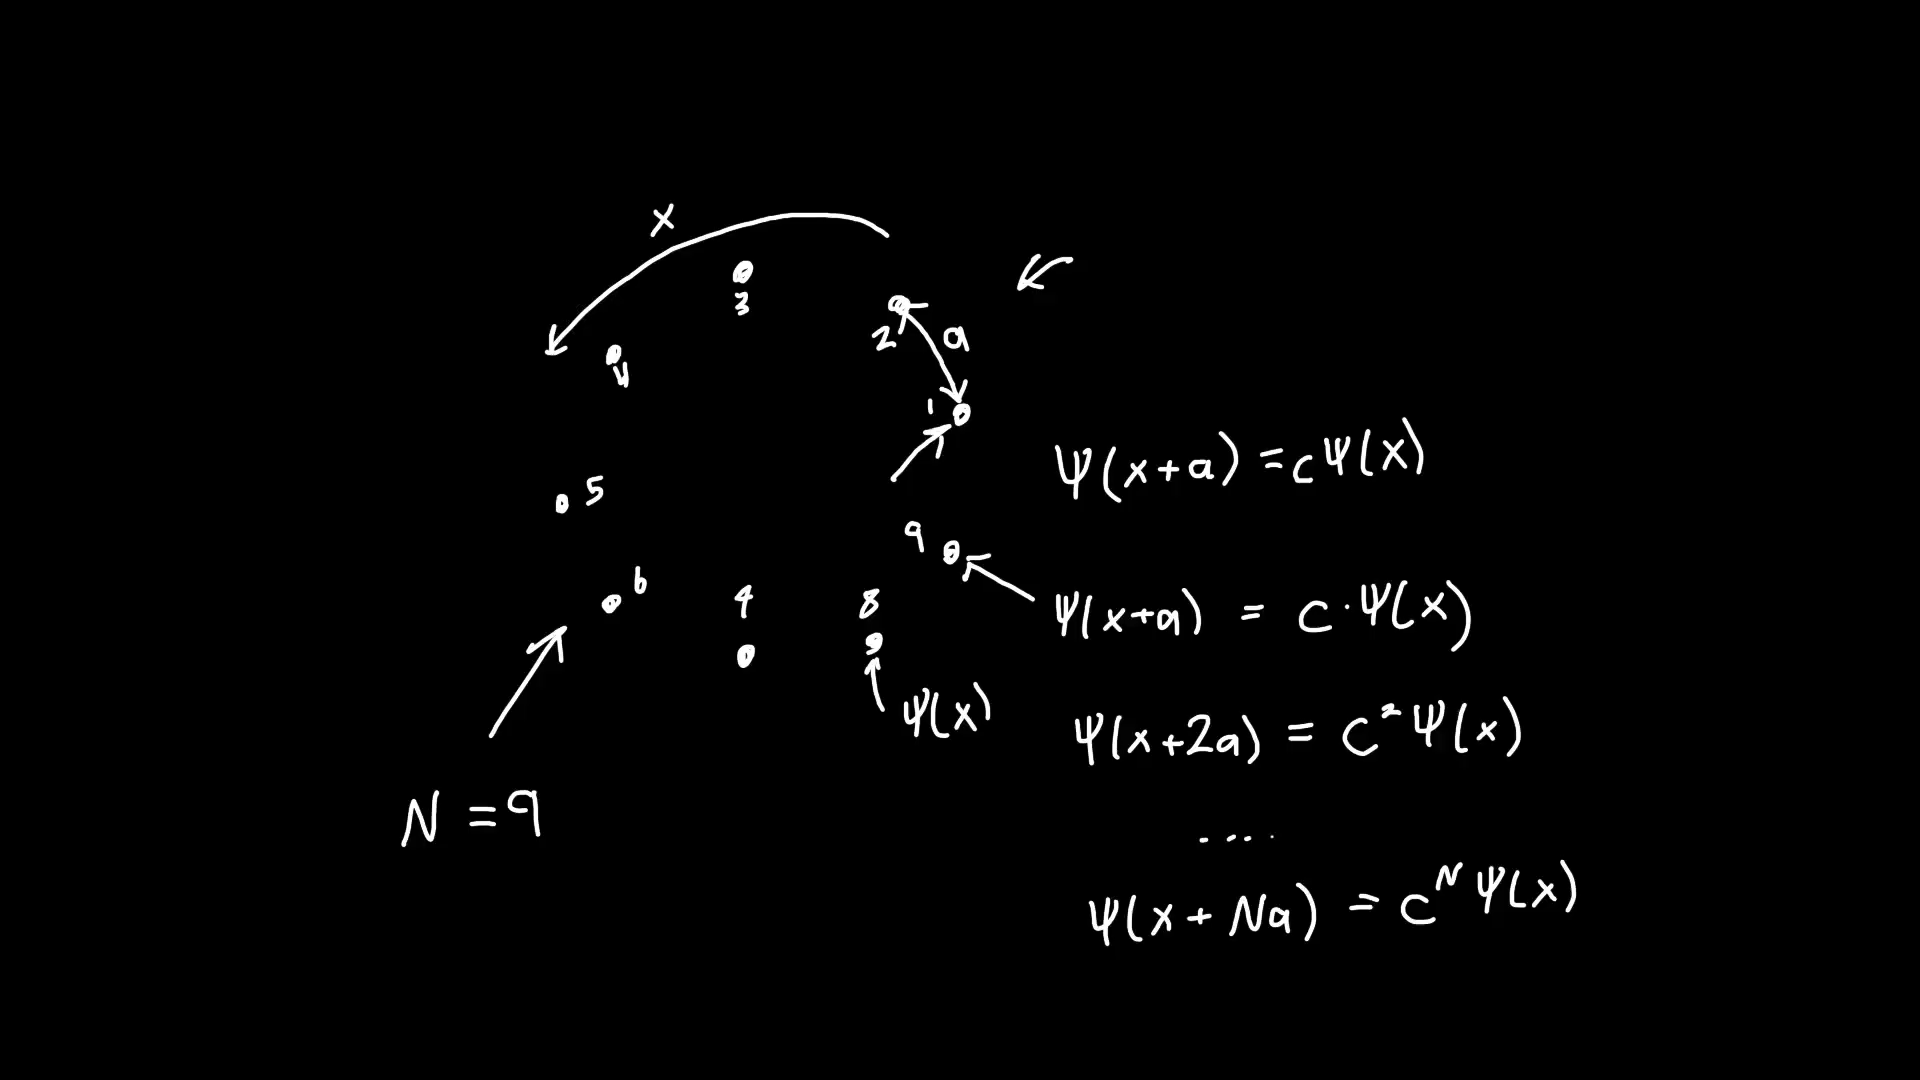 x
3
2 a
4
1
Ψ(x+a) = cΨ(x)
5
9
6
4 8
Ψ(x+a) = c·Ψ(x)
Ψ(x)
Ψ(x+2a) = c²Ψ(x)
N = 9
....
Ψ(x+Na) = c^N Ψ(x)